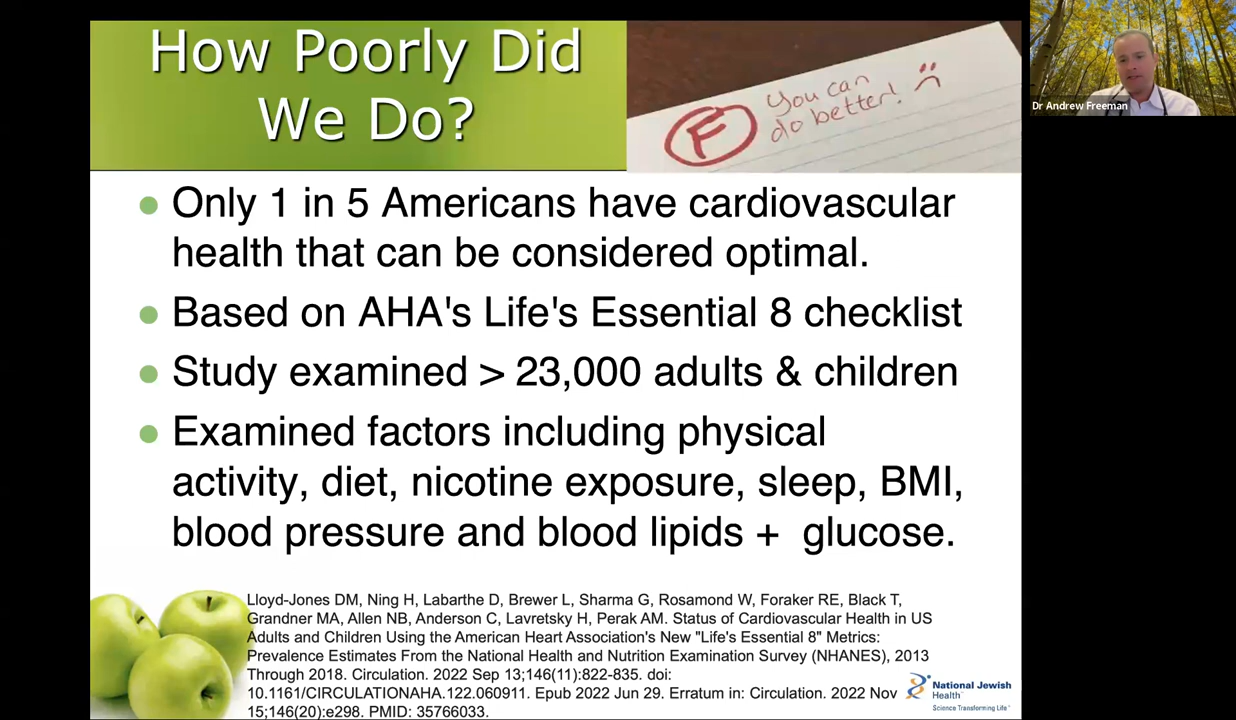 How Poorly Did
We Do?
F
You can
do better!
Dr Andrew Freeman
Only 1 in 5 Americans have cardiovascular
health that can be considered optimal.
Based on AHA's Life's Essential 8 checklist
Study examined > 23,000 adults & children
Examined factors including physical
activity, diet, nicotine exposure, sleep, BMI,
blood pressure and blood lipids + glucose.
Lloyd-Jones DM, Ning H, Labarthe D, Brewer L, Sharma G, Rosamond W, Foraker RE, Black T,
Grandner MA, Allen NB, Anderson C, Lavretsky H, Perak AM. Status of Cardiovascular Health in US
Adults and Children Using the American Heart Association's New "Life's Essential 8" Metrics:
Prevalence Estimates From the National Health and Nutrition Examination Survey (NHANES), 2013
Through 2018. Circulation. 2022 Sep 13;146(11):822-835. doi:
10.1161/CIRCULATIONAHA.122.060911. Epub 2022 Jun 29. Erratum in: Circulation. 2022 Nov
15;146(20):e298. PMID: 35766033.
National Jewish
Health
Science Transforming Life